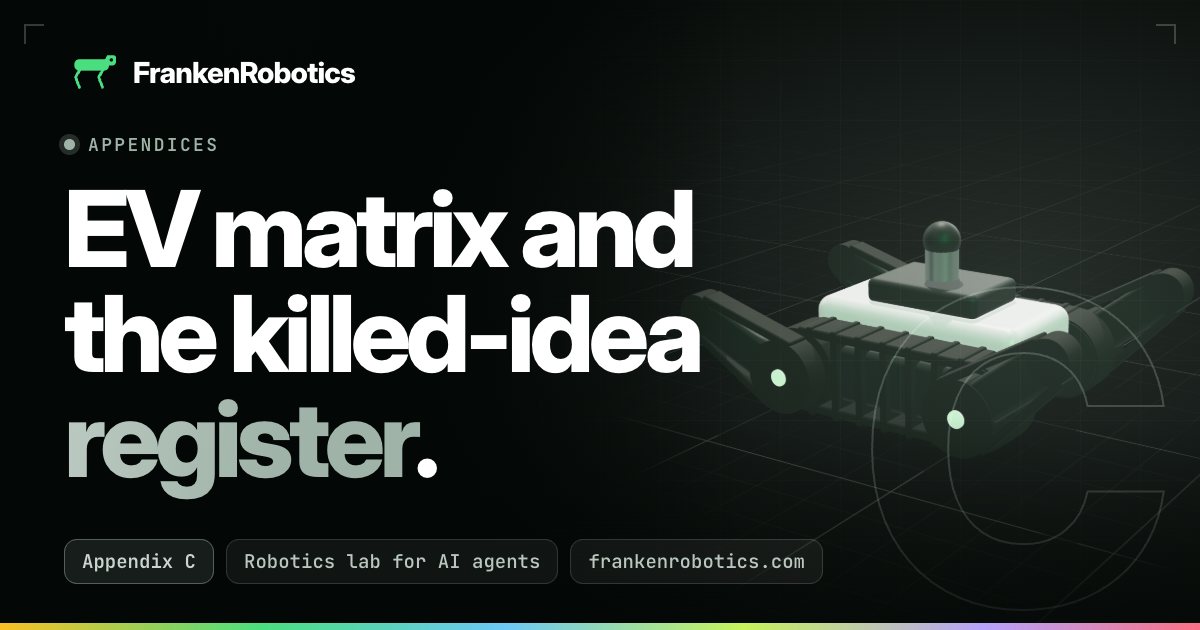 FrankenRobotics
APPENDICES
EV matrix and
the killed-idea
register.
Appendix C
Robotics lab for AI agents
frankenrobotics.com
C